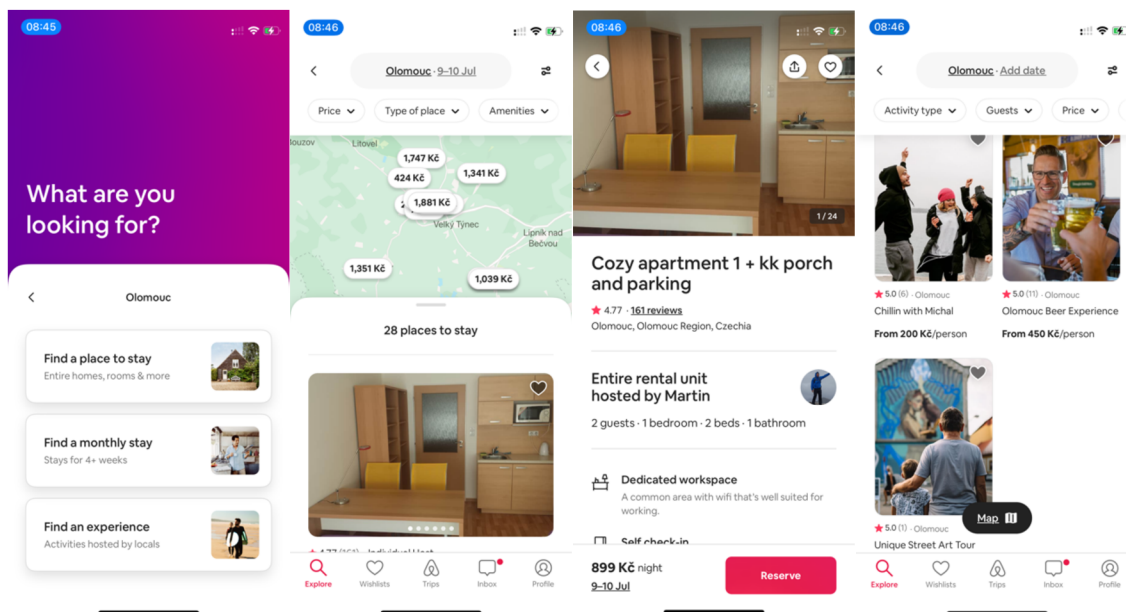 08:45
What are you
looking for?
Olomouc
Find a place to stay
Entire homes, rooms & more
Find a monthly stay
Stays for 4+ weeks
Find an experience
Activities hosted by locals
08:46
Olomouc · 9–10 Jul
Price
Type of place
Amenities
Litovel
1,747 Kč
424 Kč
1,341 Kč
1,881 Kč
Velký Týnec
Lipník nad
Bečvou
1,351 Kč
1,039 Kč
28 places to stay
Explore
Wishlists
Trips
Inbox
Profile
08:46
1 / 24
Cozy apartment 1 + kk porch
and parking
4.77 · 161 reviews
Olomouc, Olomouc Region, Czechia
Entire rental unit
hosted by Martin
2 guests · 1 bedroom · 2 beds · 1 bathroom
Dedicated workspace
A common area with wifi that's well suited for
working.
Self check-in
899 Kč night
9–10 Jul
Reserve
08:46
Olomouc · Add date
Activity type
Guests
Price
5.0 (6) · Olomouc
Chillin with Michal
From 200 Kč/person
5.0 (11) · Olomouc
Olomouc Beer Experience
From 450 Kč/person
Map
5.0 (1) · Olomouc
Unique Street Art Tour
Explore
Wishlists
Trips
Inbox
Profile